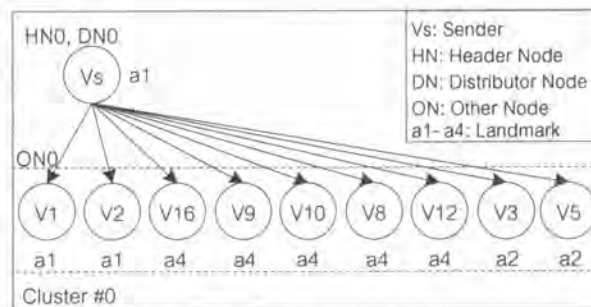 HN0, DN0
Vs
a1
Vs: Sender
HN: Header Node
DN: Distributor Node
ON: Other Node
a1- a4: Landmark
ON0
V1 V2 V16 V9 V10 V8 V12 V3 V5
a1 a1 a4 a4 a4 a4 a4 a2 a2
Cluster #0